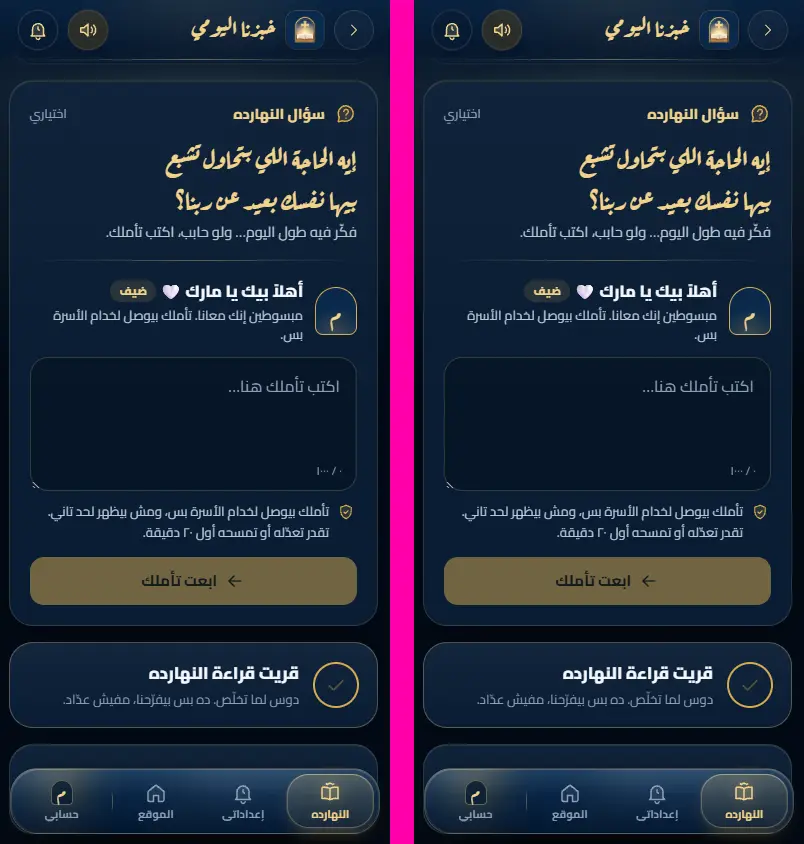 خبزنا اليومي
سؤال النهارده
اختياري
إيه الحاجة اللي بتحاول تشبع
بيها نفسك بعيد عن ربنا؟
فكّر فيه طول اليوم... ولو حابب، اكتب تأملك.
م
أهلاً بيك يا مارك 🤍 ضيف
مبسوطين إنك معانا. تأملك بيوصل لخدام الأسرة
بس.
اكتب تأملك هنا...
٠ / ١٠٠٠
تأملك بيوصل لخدام الأسرة بس، ومش بيظهر لحد تاني.
تقدر تعدّله أو تمسحه أول ٢٠ دقيقة.
ابعت تأملك
قريت قراءة النهارده
دوس لما تخلّص. ده بس بيفرّحنا، مفيش عدّاد.
النهارده
إعداداتى
الموقع
م
حسابي
خبزنا اليومي
سؤال النهارده
اختياري
إيه الحاجة اللي بتحاول تشبع
بيها نفسك بعيد عن ربنا؟
فكّر فيه طول اليوم... ولو حابب، اكتب تأملك.
م
أهلاً بيك يا مارك 🤍 ضيف
مبسوطين إنك معانا. تأملك بيوصل لخدام الأسرة
بس.
اكتب تأملك هنا...
٠ / ١٠٠٠
تأملك بيوصل لخدام الأسرة بس، ومش بيظهر لحد تاني.
تقدر تعدّله أو تمسحه أول ٢٠ دقيقة.
ابعت تأملك
قريت قراءة النهارده
دوس لما تخلّص. ده بس بيفرّحنا، مفيش عدّاد.
النهارده
إعداداتى
الموقع
م
حسابي